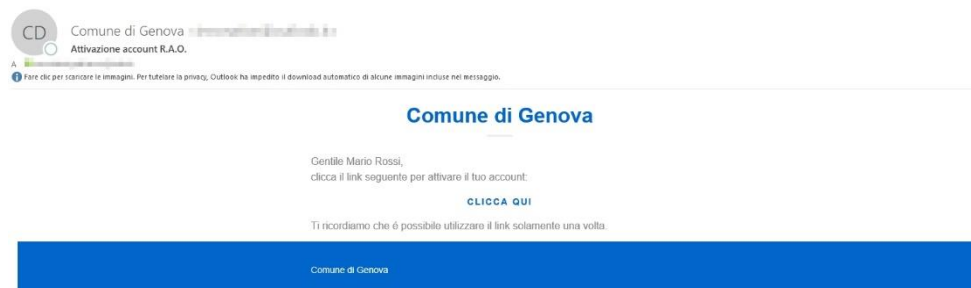 CD
Comune di Genova
Attivazione account R.A.O.
A
Fare clic per scaricare le immagini. Per tutelare la privacy, Outlook ha impedito il download automatico di alcune immagini incluse nel messaggio.
Comune di Genova
Gentile Mario Rossi,
clicca il link seguente per attivare il tuo account:
CLICCA QUI
Ti ricordiamo che é possibile utilizzare il link solamente una volta.
Comune di Genova